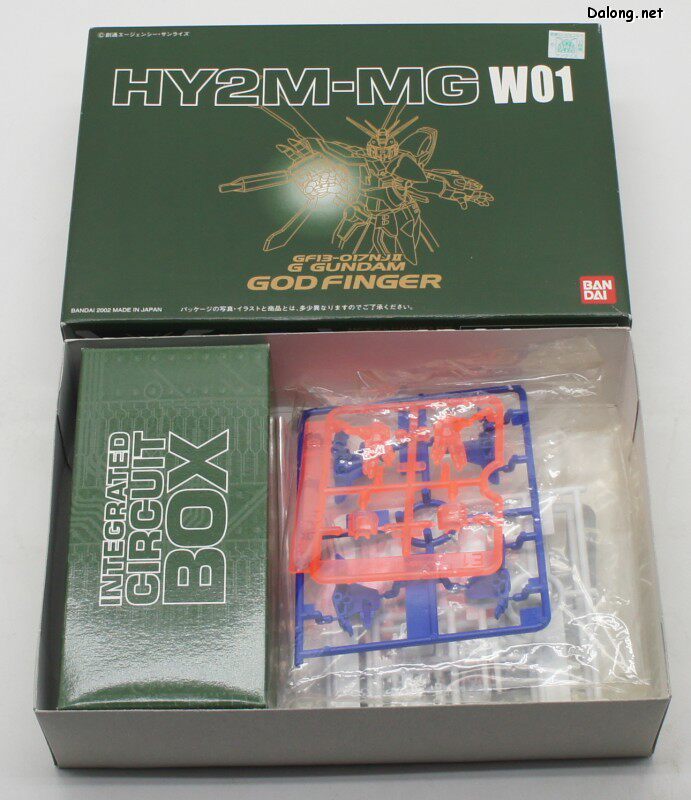 Dalong.net
©創通エージェンシー・サンライズ
HY2M-MG W01
GF13-017NJⅡ
G GUNDAM
GOD FINGER
BANDAI 2002 MADE IN JAPAN
パッケージの写真・イラストと商品とは、多少異なりますのでご了承ください。
BAN
DAI
INTEGRATED
CIRCUIT
BOX